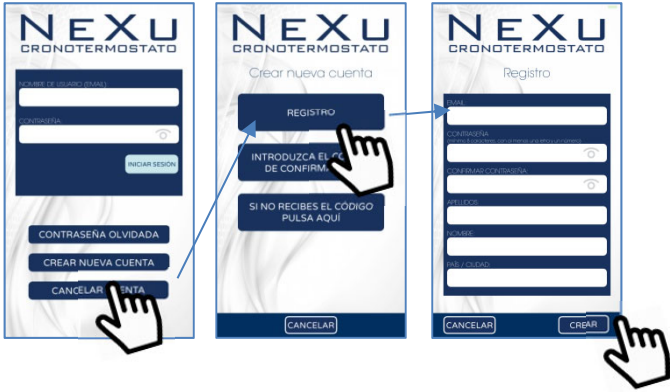 NEXU
CRONOTERMOSTATO
NOMBRE DE USUARIO (EMAIL)
CONTRASEÑA
INICIAR SESIÓN
CONTRASEÑA OLVIDADA
CREAR NUEVA CUENTA
CANCELAR
NEXU
CRONOTERMOSTATO
Crear nueva cuenta
REGISTRO
INTRODUZCA EL
DE
SI NO RECIBES EL CÓDIGO
PULSA AQUÍ
CANCELAR
NEXU
CRONOTERMOSTATO
Registro
EMAIL
CONTRASEÑA
CONFIRMAR CONTRASEÑA
APELLIDOS
NOMBRE
PAÍS / CIUDAD
CANCELAR
CREAR